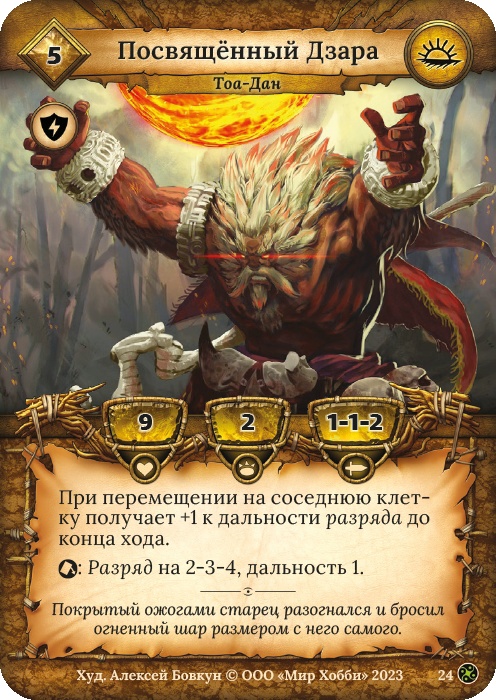 5
Посвящённый Дзара
Тоа-Дан
9
2
1-1-2
При перемещении на соседнюю клет-
ку получает +1 к дальности разряда до
конца хода.
: Разряд на 2-3-4, дальность 1.
Покрытый ожогами старец разогнался и бросил
огненный шар размером с него самого.
Худ. Алексей Бовкун © ООО «Мир Хобби» 2023
24